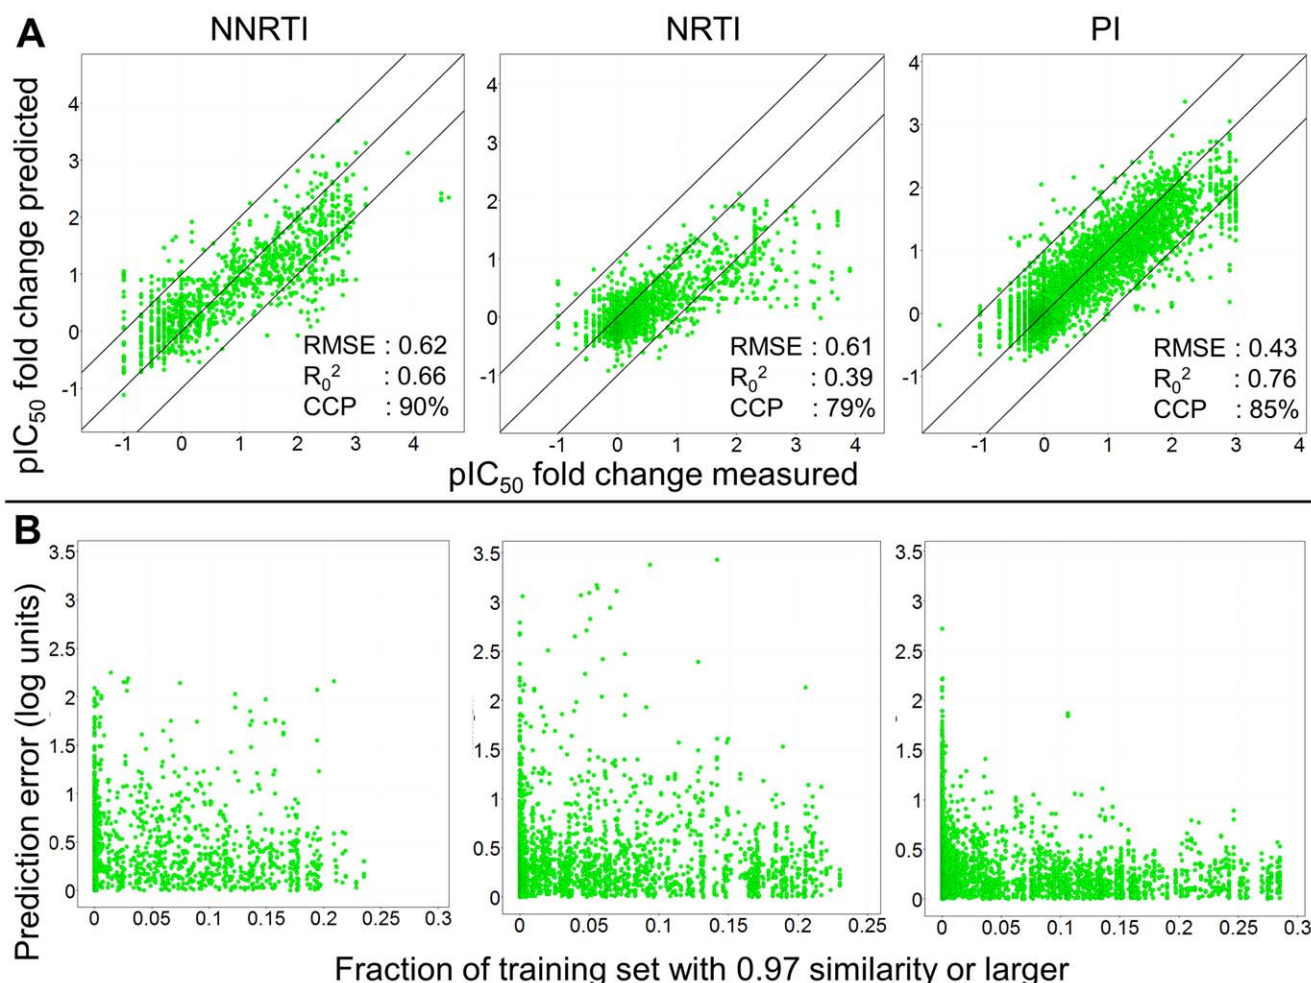 A
NNRTI
NRTI
PI
pIC50 fold change predicted
4
3
2
1
0
-1
RMSE : 0.62
R0² : 0.66
CCP : 90%
-1 0 1 2 3 4
4
3
2
1
0
-1
RMSE : 0.61
R0² : 0.39
CCP : 79%
-1 0 1 2 3 4
4
3
2
1
0
-1
RMSE : 0.43
R0² : 0.76
CCP : 85%
-1 0 1 2 3 4
pIC50 fold change measured
B
Prediction error (log units)
3.5
3
2.5
2
1.5
1
0.5
0
0 0.05 0.1 0.15 0.2 0.25 0.3
3.5
3
2.5
2
1.5
1
0.5
0
0 0.05 0.1 0.15 0.2 0.25
3.5
3
2.5
2
1.5
1
0.5
0
0 0.05 0.1 0.15 0.2 0.25 0.3
Fraction of training set with 0.97 similarity or larger